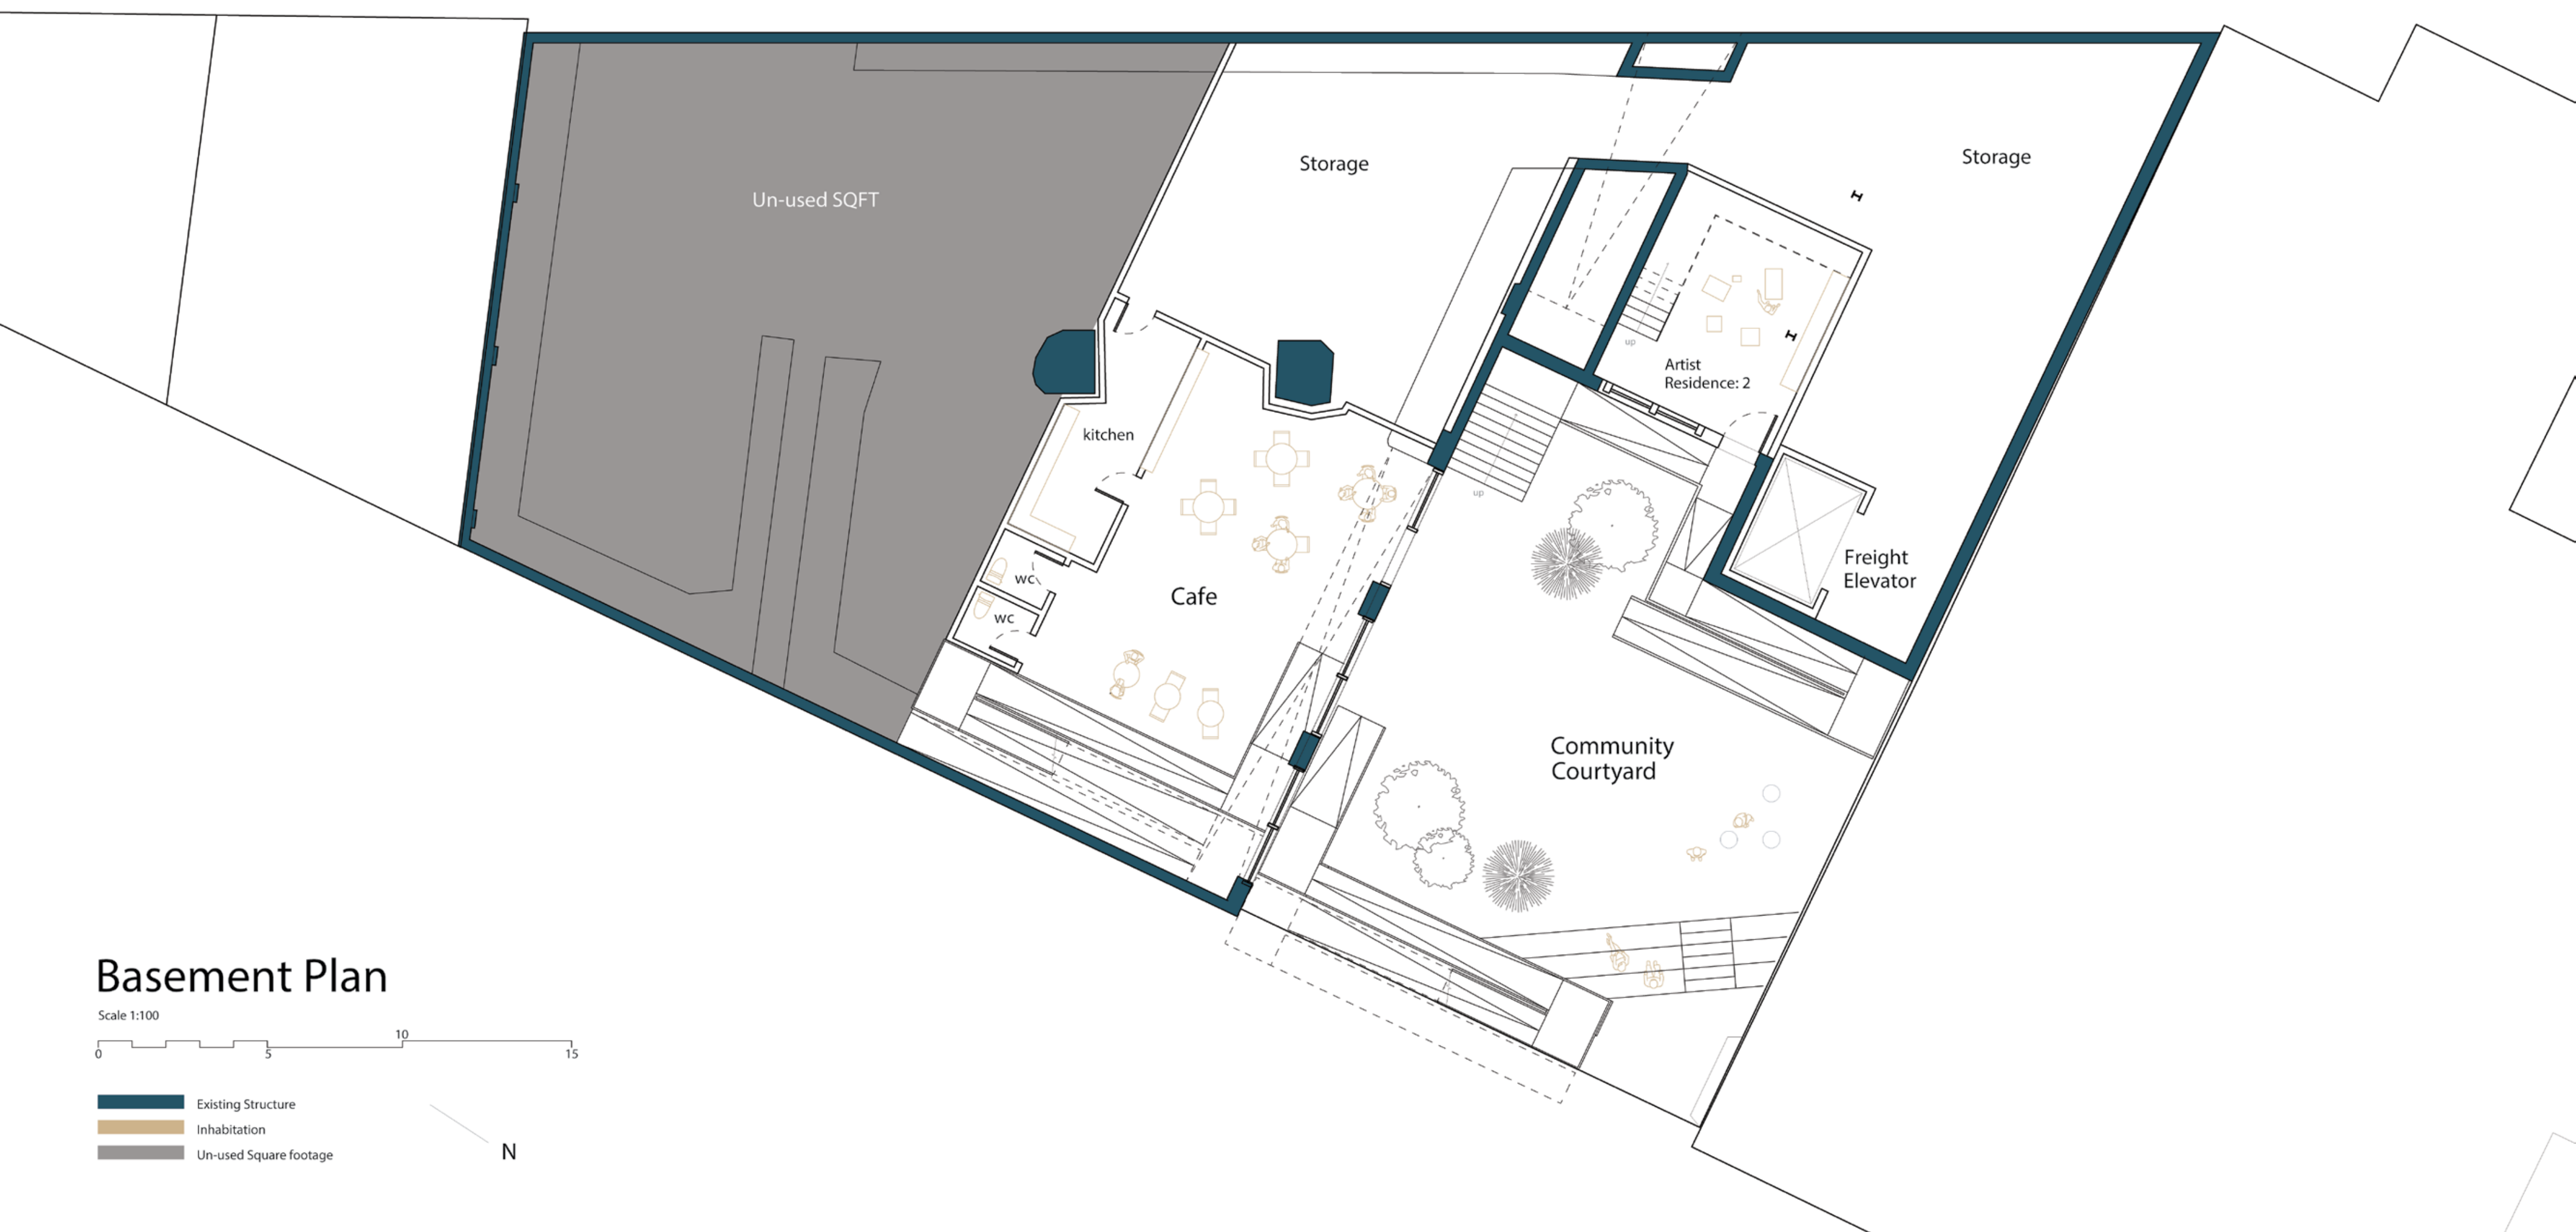 Un-used SQFT
Storage
Storage
up
Artist
Residence: 2
kitchen
up
Freight
Elevator
wc
Cafe
wc
Community
Courtyard
Basement Plan
Scale 1:100
10
0 5 15
Existing Structure
Inhabitation
Un-used Square footage
N